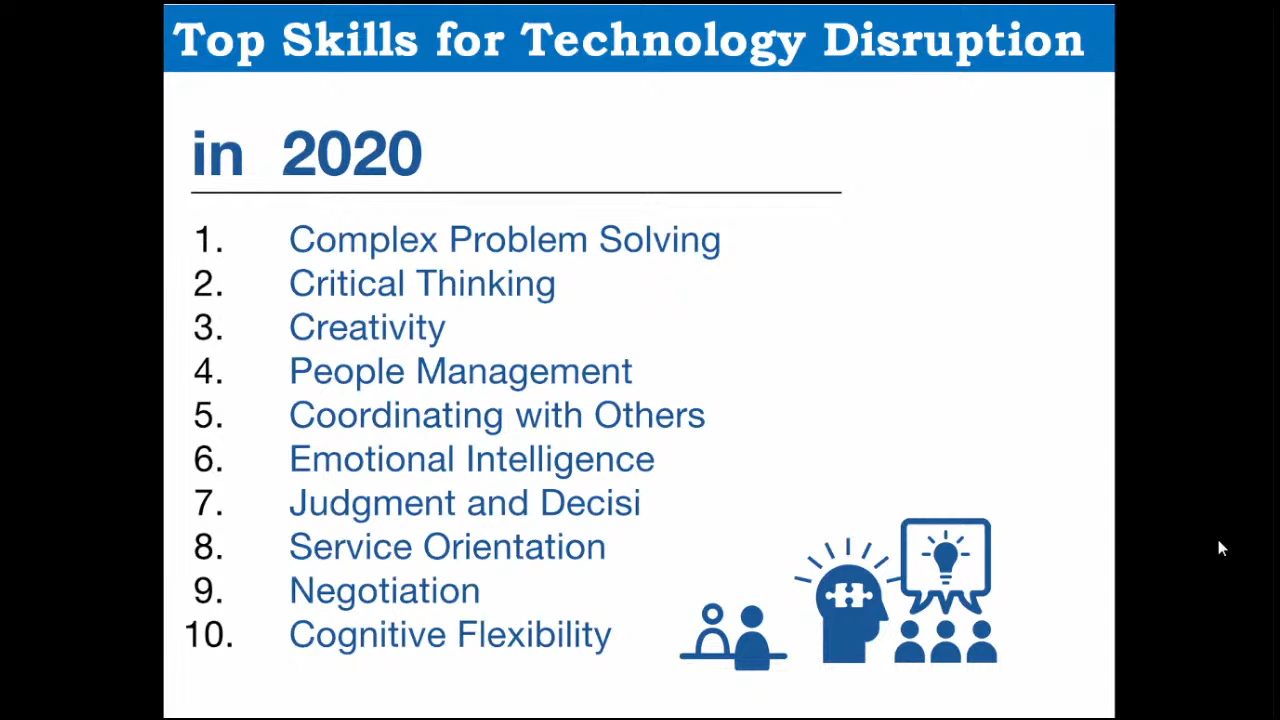 Top Skills for Technology Disruption
in 2020
1. Complex Problem Solving
2. Critical Thinking
3. Creativity
4. People Management
5. Coordinating with Others
6. Emotional Intelligence
7. Judgment and Decisi
8. Service Orientation
9. Negotiation
10. Cognitive Flexibility